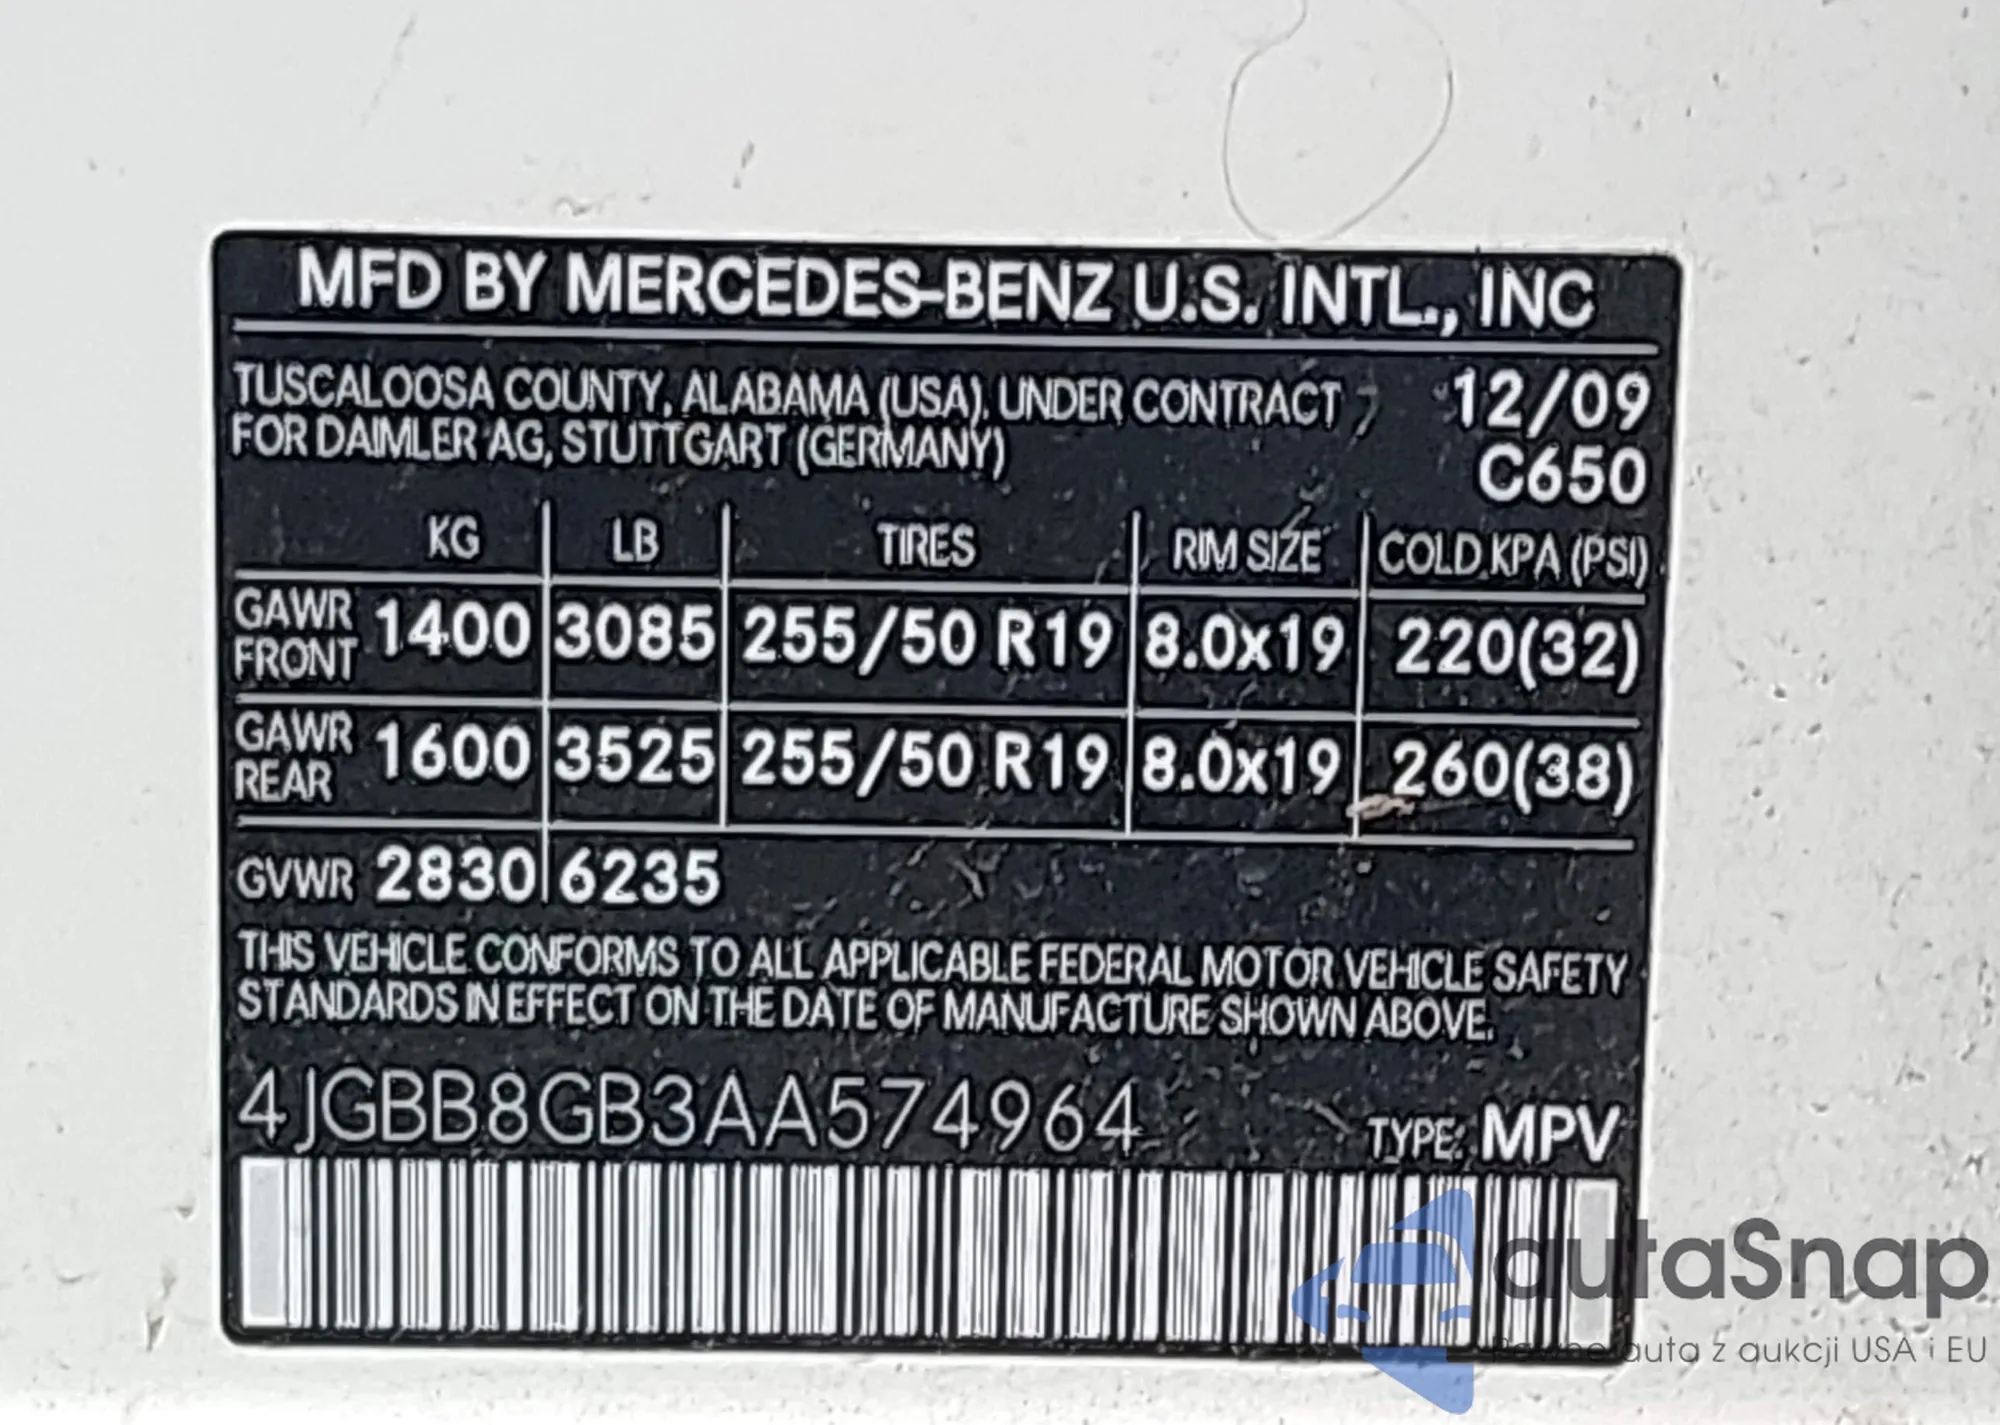 MFD BY MERCEDES-BENZ U.S. INTL., INC
TUSCALOOSA COUNTY, ALABAMA (USA), UNDER CONTRACT 12/09
FOR DAIMLER AG, STUTTGART (GERMANY) C650
KG LB TIRES RIM SIZE COLD KPA (PSI)
GAWR FRONT 1400 3085 255/50 R19 8.0x19 220(32)
GAWR REAR 1600 3525 255/50 R19 8.0x19 260(38)
GVWR 2830 6235
THIS VEHICLE CONFORMS TO ALL APPLICABLE FEDERAL MOTOR VEHICLE SAFETY
STANDARDS IN EFFECT ON THE DATE OF MANUFACTURE SHOWN ABOVE.
4JGBB8GB3AA574964 TYPE: MPV
autaSnap
Pewne auta z aukcji USA i EU